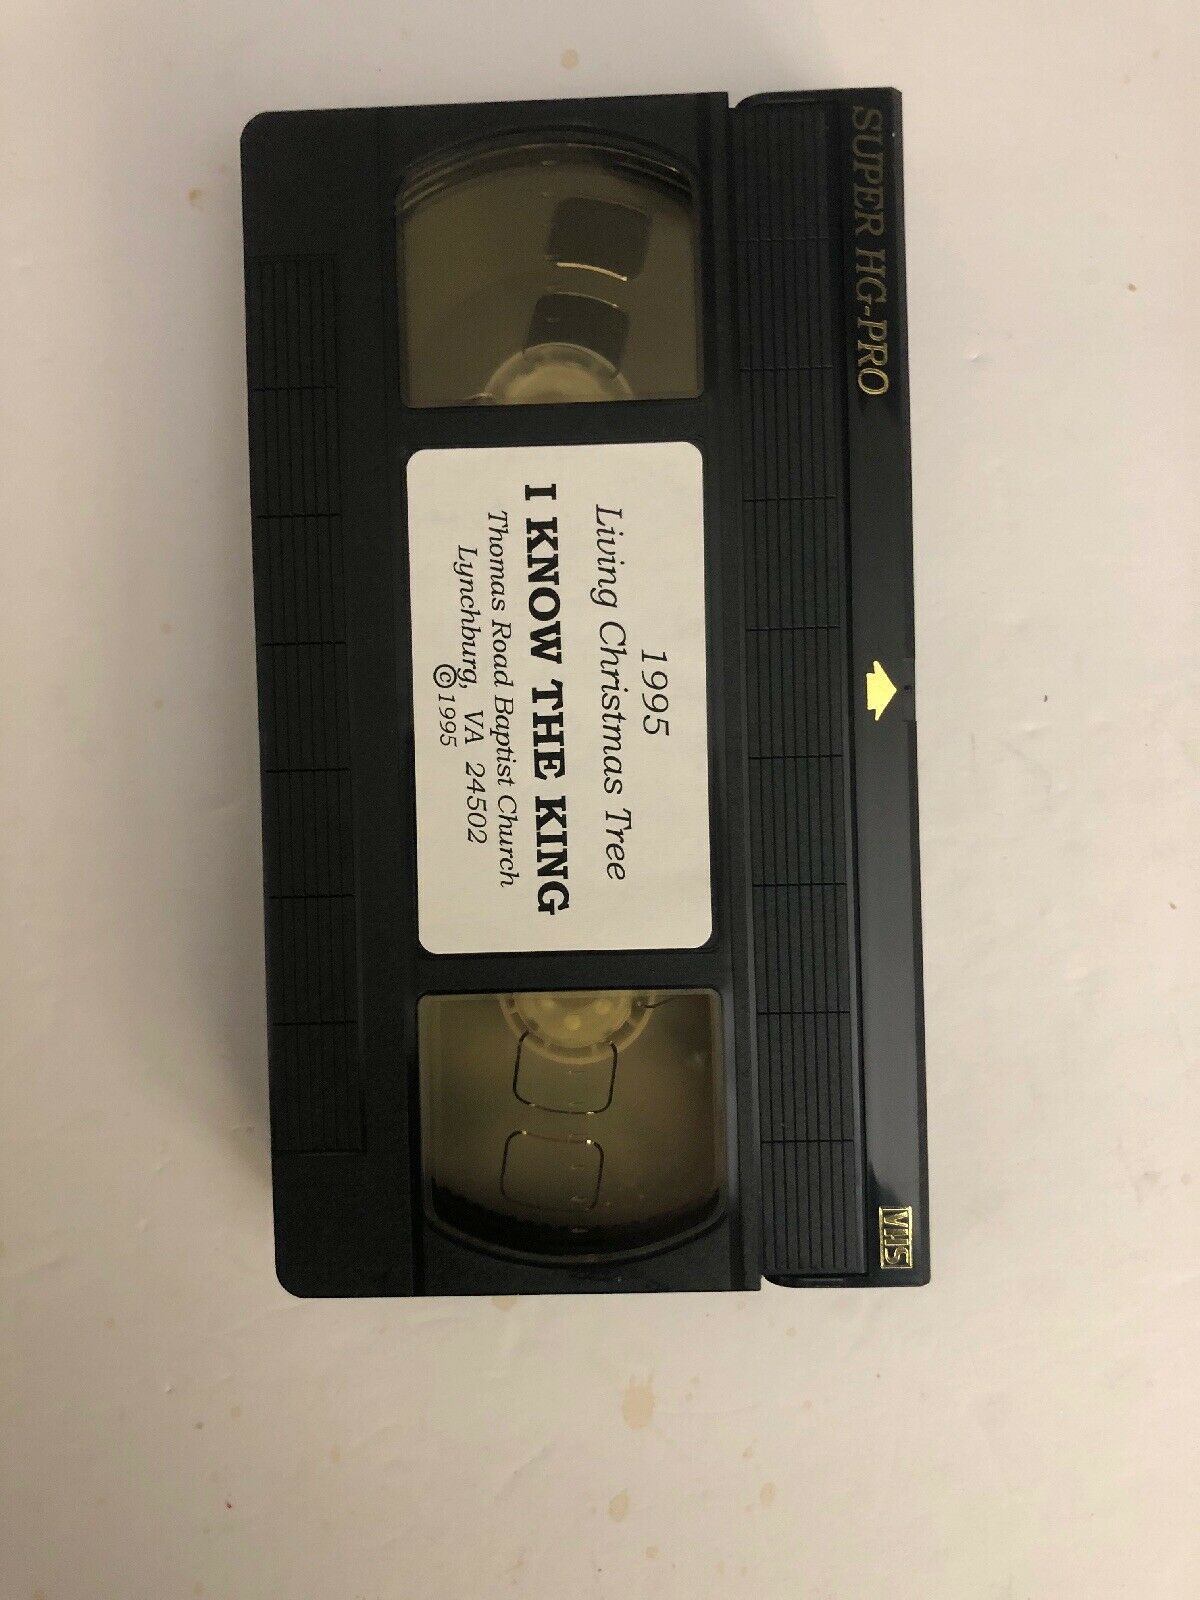 SUPER HG-PRO
VHS
1995
Living Christmas Tree
I KNOW THE KING
Thomas Road Baptist Church
Lynchburg, VA 24502
©1995